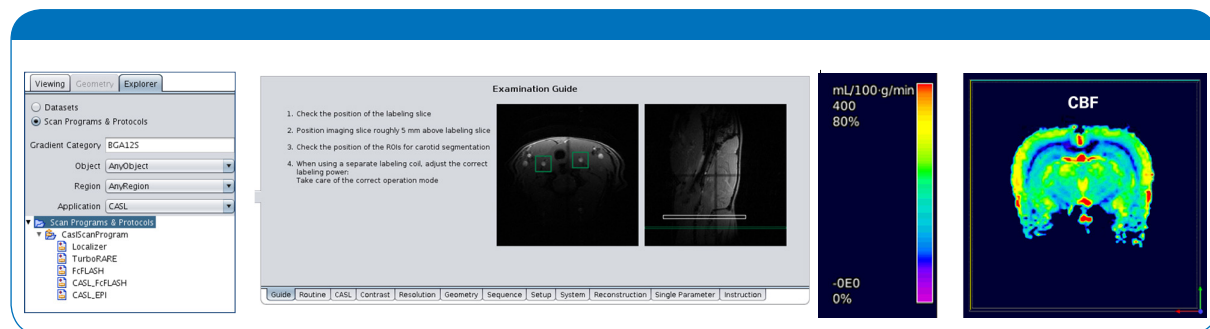 Viewing Geometry Explorer
Datasets
Scan Programs & Protocols
Gradient Category BGA12S
Object AnyObject
Region AnyRegion
Application CASL
Scan Programs & Protocols
CaslScanProgram
Localizer
TurboRARE
FcFLASH
CASL_FcFLASH
CASL_EPI
Examination Guide
1. Check the position of the labeling slice
2. Position imaging slice roughly 5 mm above labeling slice
3. Check the position of the ROIs for carotid segmentation
4. When using a separate labeling coil, adjust the correct
labeling power:
Take care of the correct operation mode
Guide Routine CASL Contrast Resolution Geometry Sequence Setup System Reconstruction Single Parameter Instruction
mL/100·g/min
400
80%
-0E0
0%
CBF